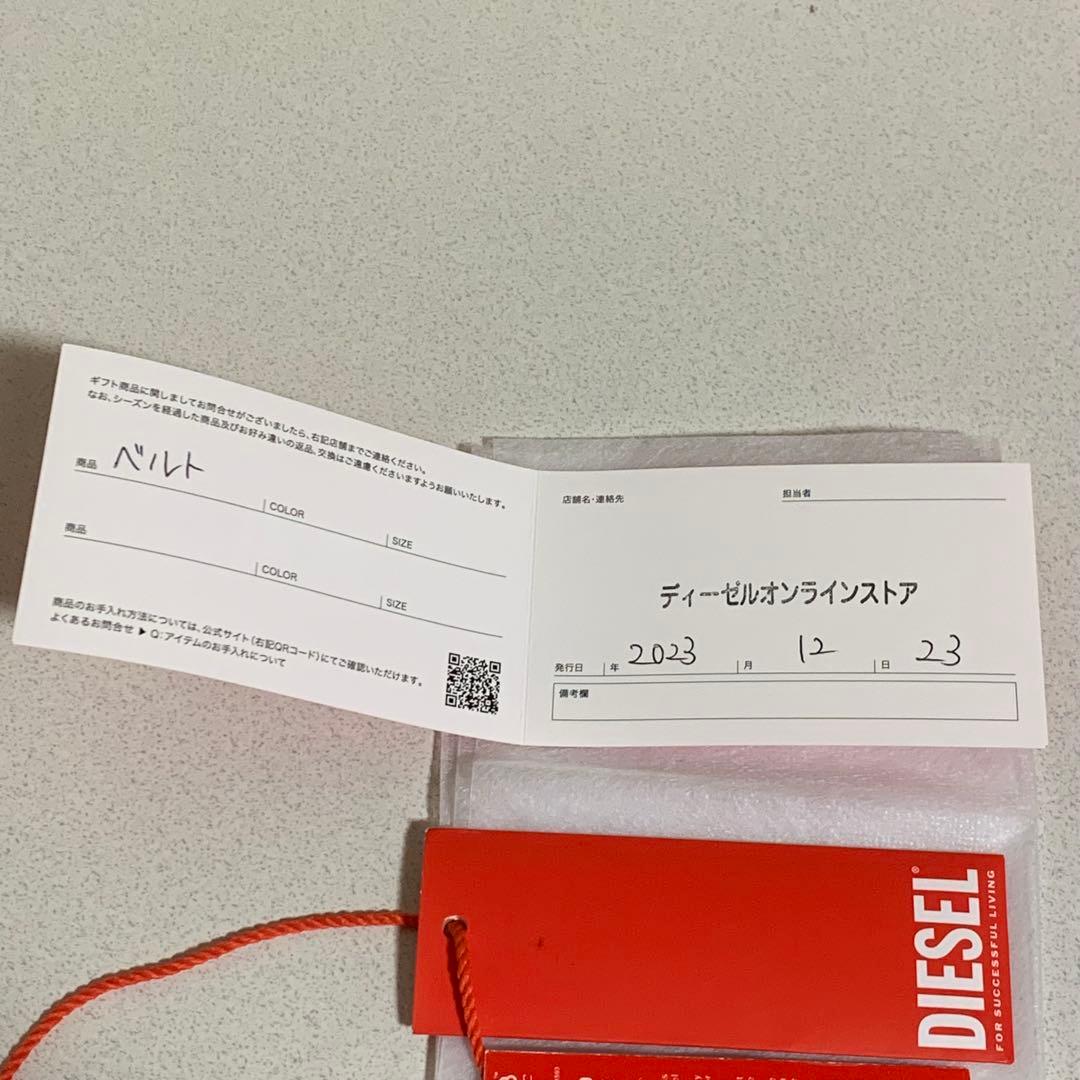 ギフト商品に関しましてお問合せがございましたら、右記店舗までご連絡ください。
なお、シーズンを経過した商品及びお好み違いの返品、交換はご遠慮くださいますようお願いいたします。
商品 ベルト
COLOR
SIZE
商品
COLOR
SIZE
商品のお手入れ方法については、公式サイト(右記QRコード)にてご確認いただけます。
よくあるお問合せ ▶ Q:アイテムのお手入れについて
店舗名・連絡先
担当者
ディーゼルオンラインストア
発行日 年 2023 月 12 日 23
備考欄
DIESEL®
FOR SUCCESSFUL LIVING